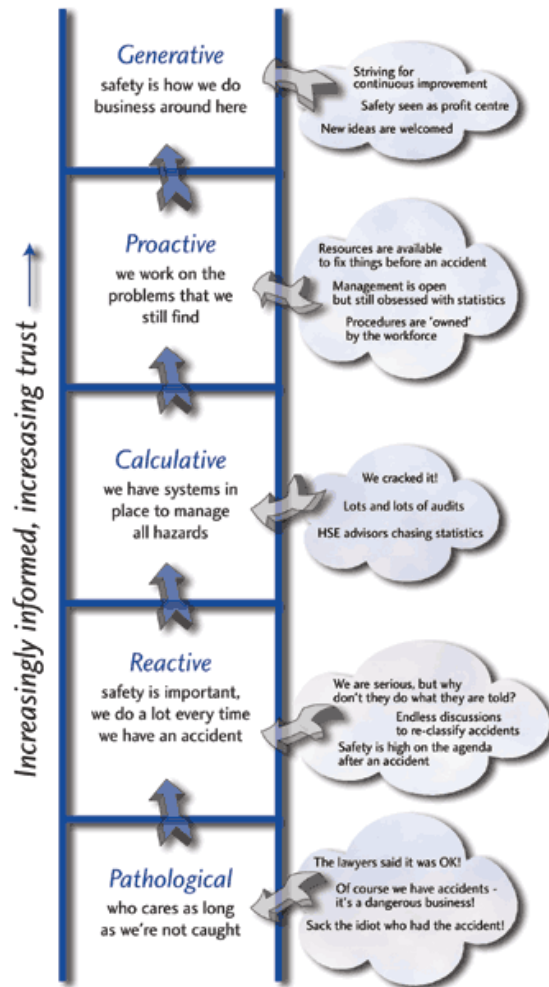 Generative
safety is how we do
business around here
Striving for
continuous improvement
Safety seen as profit centre
New ideas are welcomed
Proactive
we work on the
problems that we
still find
Resources are available
to fix things before an accident
Management is open
but still obsessed with statistics
Procedures are 'owned'
by the workforce
Calculative
we have systems in
place to manage
all hazards
We cracked it!
Lots and lots of audits
HSE advisors chasing statistics
Reactive
safety is important,
we do a lot every time
we have an accident
We are serious, but why
don't they do what they are told?
Endless discussions
to re-classify accidents
Safety is high on the agenda
after an accident
Pathological
who cares as long
as we're not caught
The lawyers said it was OK!
Of course we have accidents -
it's a dangerous business!
Sack the idiot who had the accident!
Increasingly informed, incresasing trust